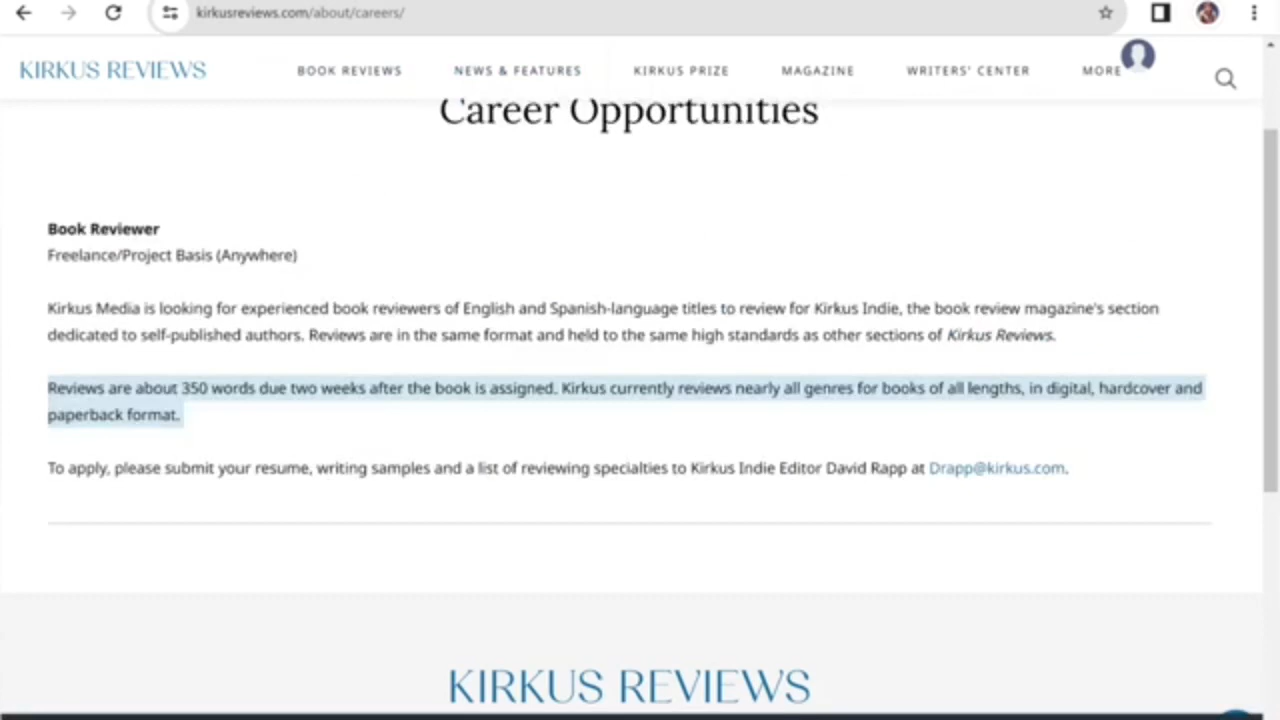 kirkusreviews.com/about/careers/
KIRKUS REVIEWS BOOK REVIEWS NEWS & FEATURES KIRKUS PRIZE MAGAZINE WRITERS' CENTER MORE
Career Opportunities
Book Reviewer
Freelance/Project Basis (Anywhere)
Kirkus Media is looking for experienced book reviewers of English and Spanish-language titles to review for Kirkus Indie, the book review magazine's section
dedicated to self-published authors. Reviews are in the same format and held to the same high standards as other sections of Kirkus Reviews.
Reviews are about 350 words due two weeks after the book is assigned. Kirkus currently reviews nearly all genres for books of all lengths, in digital, hardcover and
paperback format.
To apply, please submit your resume, writing samples and a list of reviewing specialties to Kirkus Indie Editor David Rapp at Drapp@kirkus.com.
KIRKUS REVIEWS